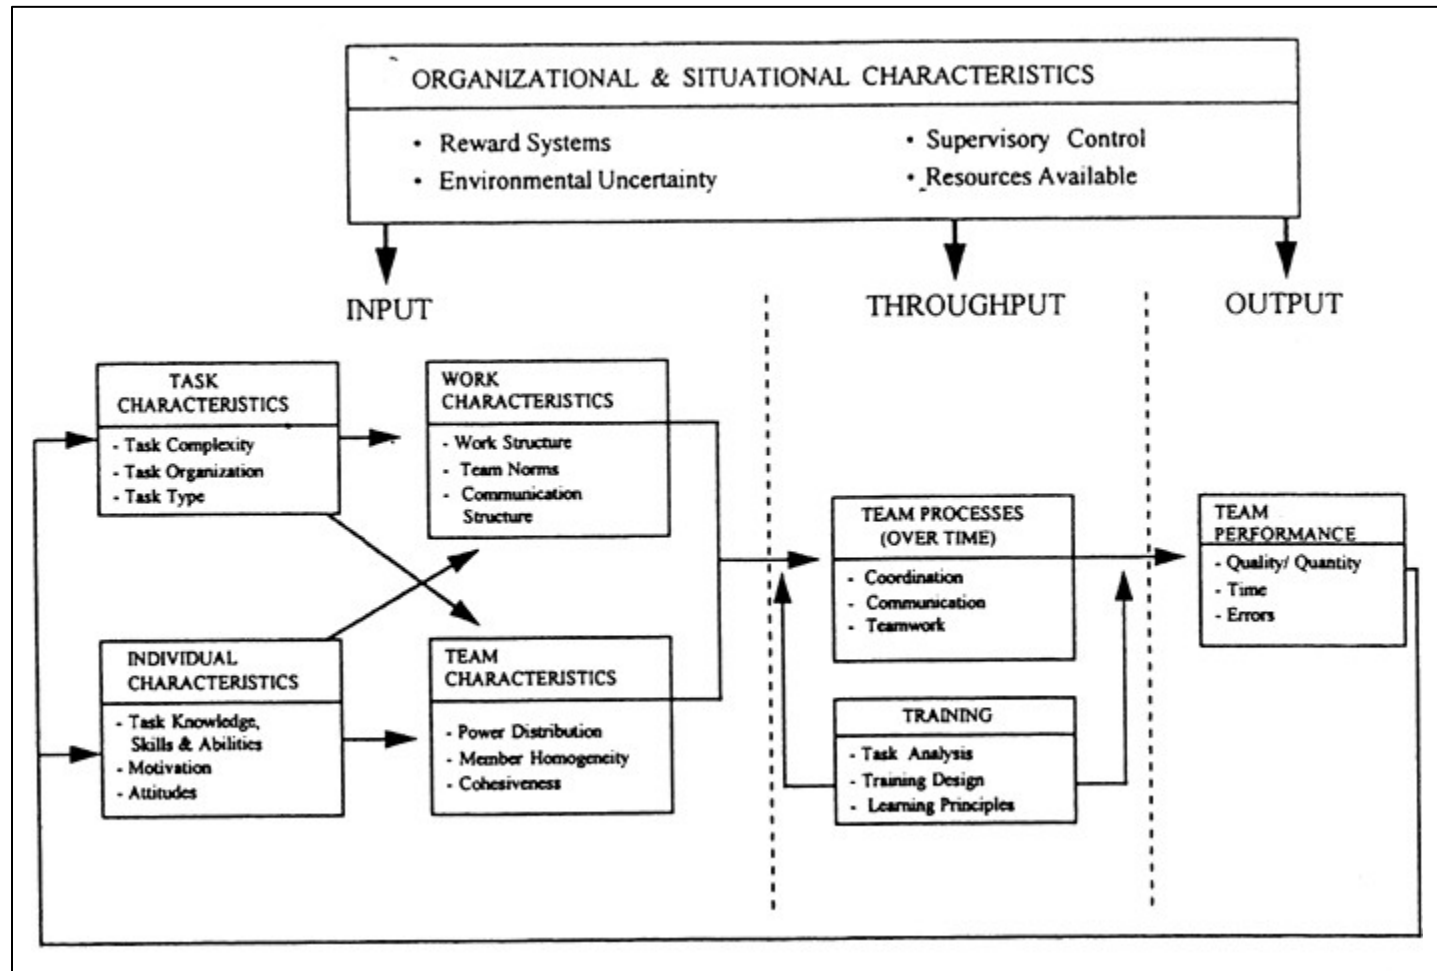 ORGANIZATIONAL & SITUATIONAL CHARACTERISTICS
• Reward Systems
• Environmental Uncertainty
• Supervisory Control
• Resources Available
INPUT
THROUGHPUT
OUTPUT
TASK
CHARACTERISTICS
- Task Complexity
- Task Organization
- Task Type
WORK
CHARACTERISTICS
- Work Structure
- Team Norms
- Communication
Structure
INDIVIDUAL
CHARACTERISTICS
- Task Knowledge,
Skills & Abilities
- Motivation
- Attitudes
TEAM
CHARACTERISTICS
- Power Distribution
- Member Homogeneity
- Cohesiveness
TEAM PROCESSES
(OVER TIME)
- Coordination
- Communication
- Teamwork
TRAINING
- Task Analysis
- Training Design
- Learning Principles
TEAM
PERFORMANCE
- Quality/ Quantity
- Time
- Errors